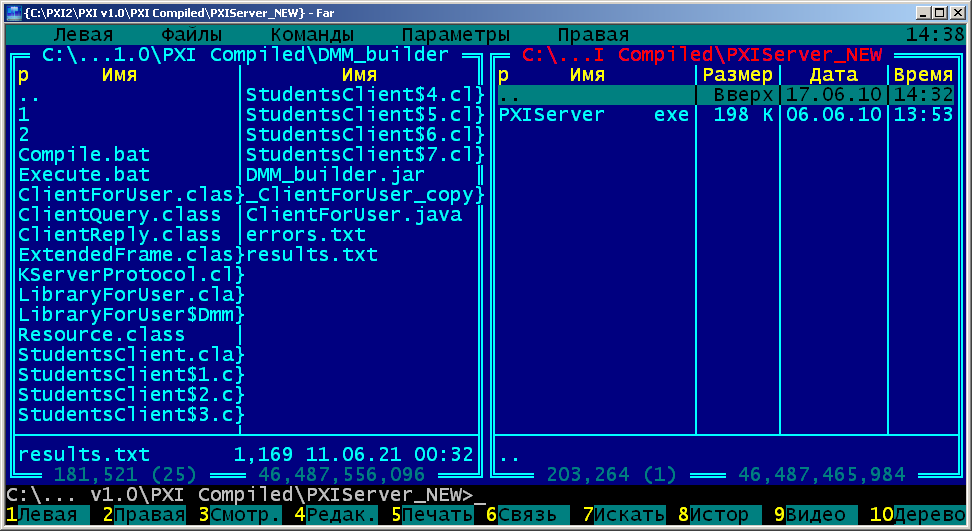 {C:\PXI2\PXI v1.0\PXI Compiled\PXIServer_NEW} - Far
Левая Файлы Команды Параметры Правая 14:38
C:\...1.0\PXI Compiled\DMM_builder
р Имя Имя
.. StudentsClient$4.cl}
1 StudentsClient$5.cl}
2 StudentsClient$6.cl}
Compile.bat StudentsClient$7.cl}
Execute.bat DMM_builder.jar
ClientForUser.clas} _ClientForUser_copy}
ClientQuery.class ClientForUser.java
ClientReply.class errors.txt
ExtendedFrame.clas} results.txt
KServerProtocol.cl}
LibraryForUser.cla}
LibraryForUser$Dmm}
Resource.class
StudentsClient.cla}
StudentsClient$1.c}
StudentsClient$2.c}
StudentsClient$3.c}
results.txt 1,169 11.06.21 00:32
181,521 (25) 46,487,556,096
C:\...I Compiled\PXIServer_NEW
р Имя Размер Дата Время
.. Вверх 17.06.10 14:32
PXIServer exe 198 K 06.06.10 13:53
..
203,264 (1) 46,487,465,984
C:\... v1.0\PXI Compiled\PXIServer_NEW>_
1Левая 2Правая 3Смотр. 4Редак. 5Печать 6Связь 7Искать 8Истор 9Видео 10Дерево